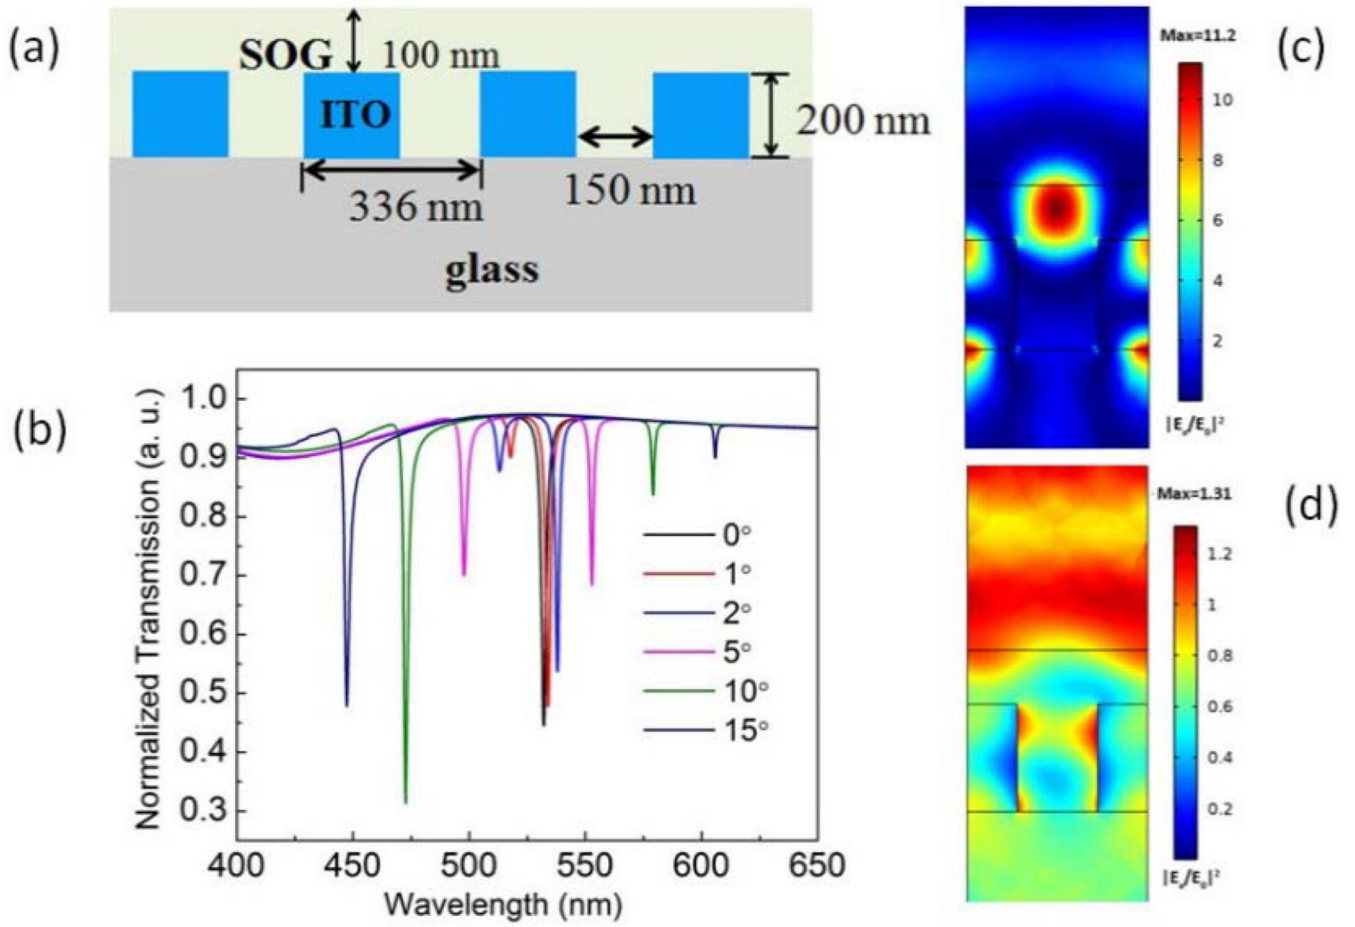 (a)
SOG
100 nm
ITO
200 nm
336 nm
150 nm
glass
(b)
Normalized Transmission (a. u.)
1.0
0.9
0.8
0.7
0.6
0.5
0.4
0.3
0°
1°
2°
5°
10°
15°
400 450 500 550 600 650
Wavelength (nm)
(c)
Max=11.2
10
8
6
4
2
|Eₓ/E₀|²
(d)
Max=1.31
1.2
1
0.8
0.6
0.4
0.2
|Eₓ/E₀|²